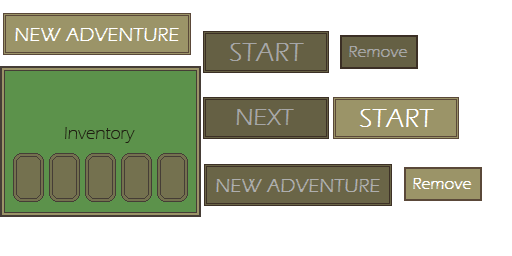 NEW ADVENTURE
START
Remove
Inventory
NEXT
START
NEW ADVENTURE
Remove